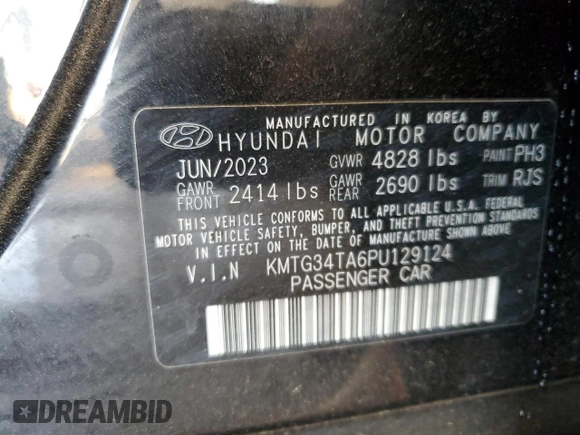 MANUFACTURED IN KOREA BY
HYUNDAI MOTOR COMPANY
JUN/2023 GVWR 4828 lbs PAINT PH3
GAWR FRONT 2414 lbs GAWR REAR 2690 lbs TRIM RJS
THIS VEHICLE CONFORMS TO ALL APPLICABLE U.S.A. FEDERAL
MOTOR VEHICLE SAFETY, BUMPER, AND THEFT PREVENTION STANDARDS
IN EFFECT ON THE DATE OF MANUFACTURE SHOWN ABOVE.
V.I.N KMTG34TA6PU129124
PASSENGER CAR
DREAMBID